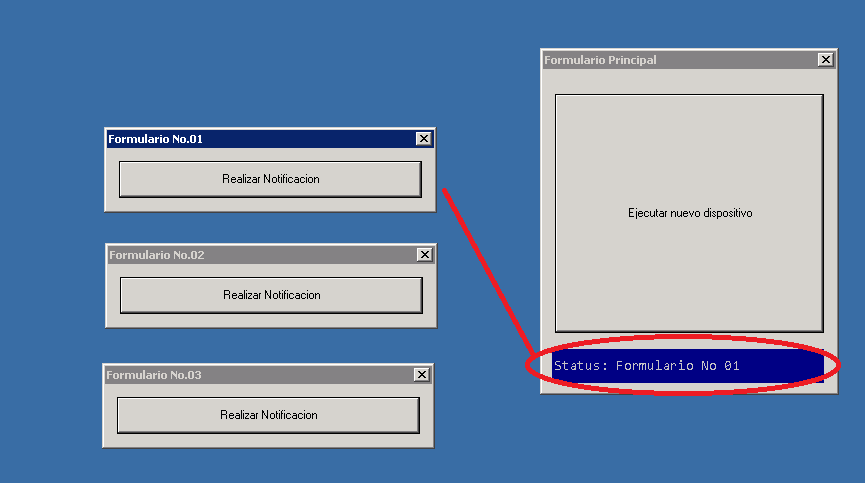 Formulario Principal
Ejecutar nuevo dispositivo
Status: Formulario No 01
Formulario No.01
Realizar Notificacion
Formulario No.02
Realizar Notificacion
Formulario No.03
Realizar Notificacion